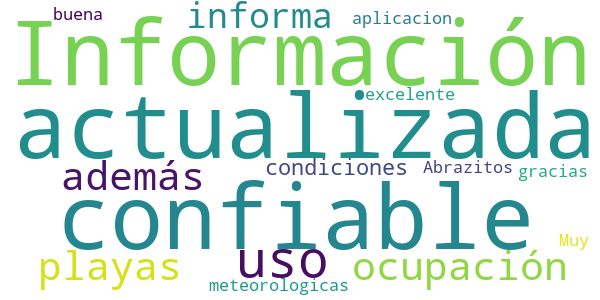 buena informa aplicacion
Información
excelente
actualizada
además condiciones Abrazitos gracias
confiable
Muy
playas uso ocupación
meteorologicas